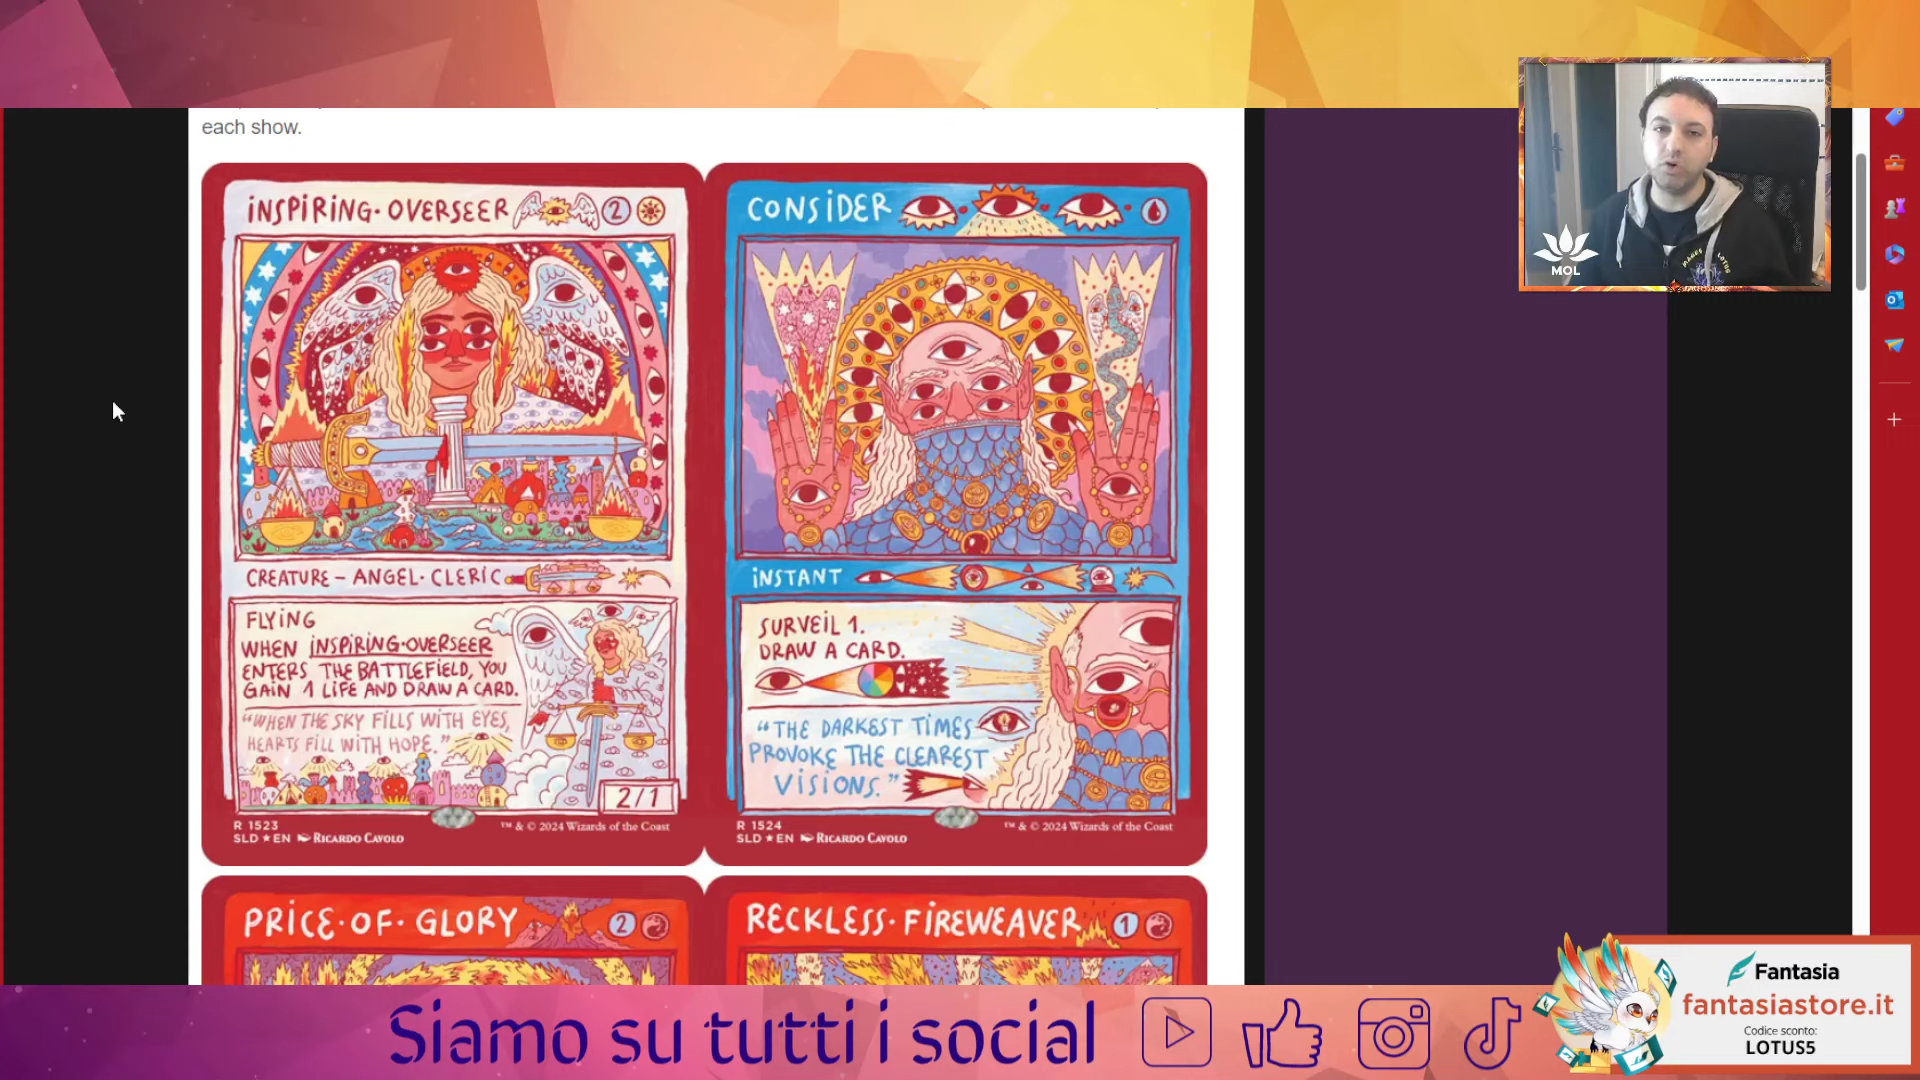 each show.
INSPIRING·OVERSEER 2
CONSIDER
CREATURE – ANGEL·CLERIC
INSTANT
FLYING
WHEN INSPIRING·OVERSEER
ENTERS THE BATTLEFIELD, YOU
GAIN 1 LIFE AND DRAW A CARD.
"WHEN THE SKY FILLS WITH EYES,
HEARTS FILL WITH HOPE."
2/1
SURVEIL 1.
DRAW A CARD.
"THE DARKEST TIMES
PROVOKE THE CLEAREST
VISIONS."
R 1523
SLD ★ EN RICARDO CAVOLO
™ & © 2024 Wizards of the Coast
R 1524
SLD ★ EN RICARDO CAVOLO
™ & © 2024 Wizards of the Coast
PRICE·OF·GLORY 2
RECKLESS·FIREWEAVER 1
MOL
Siamo su tutti i social
Fantasia
fantasiastore.it
Codice sconto:
LOTUS5